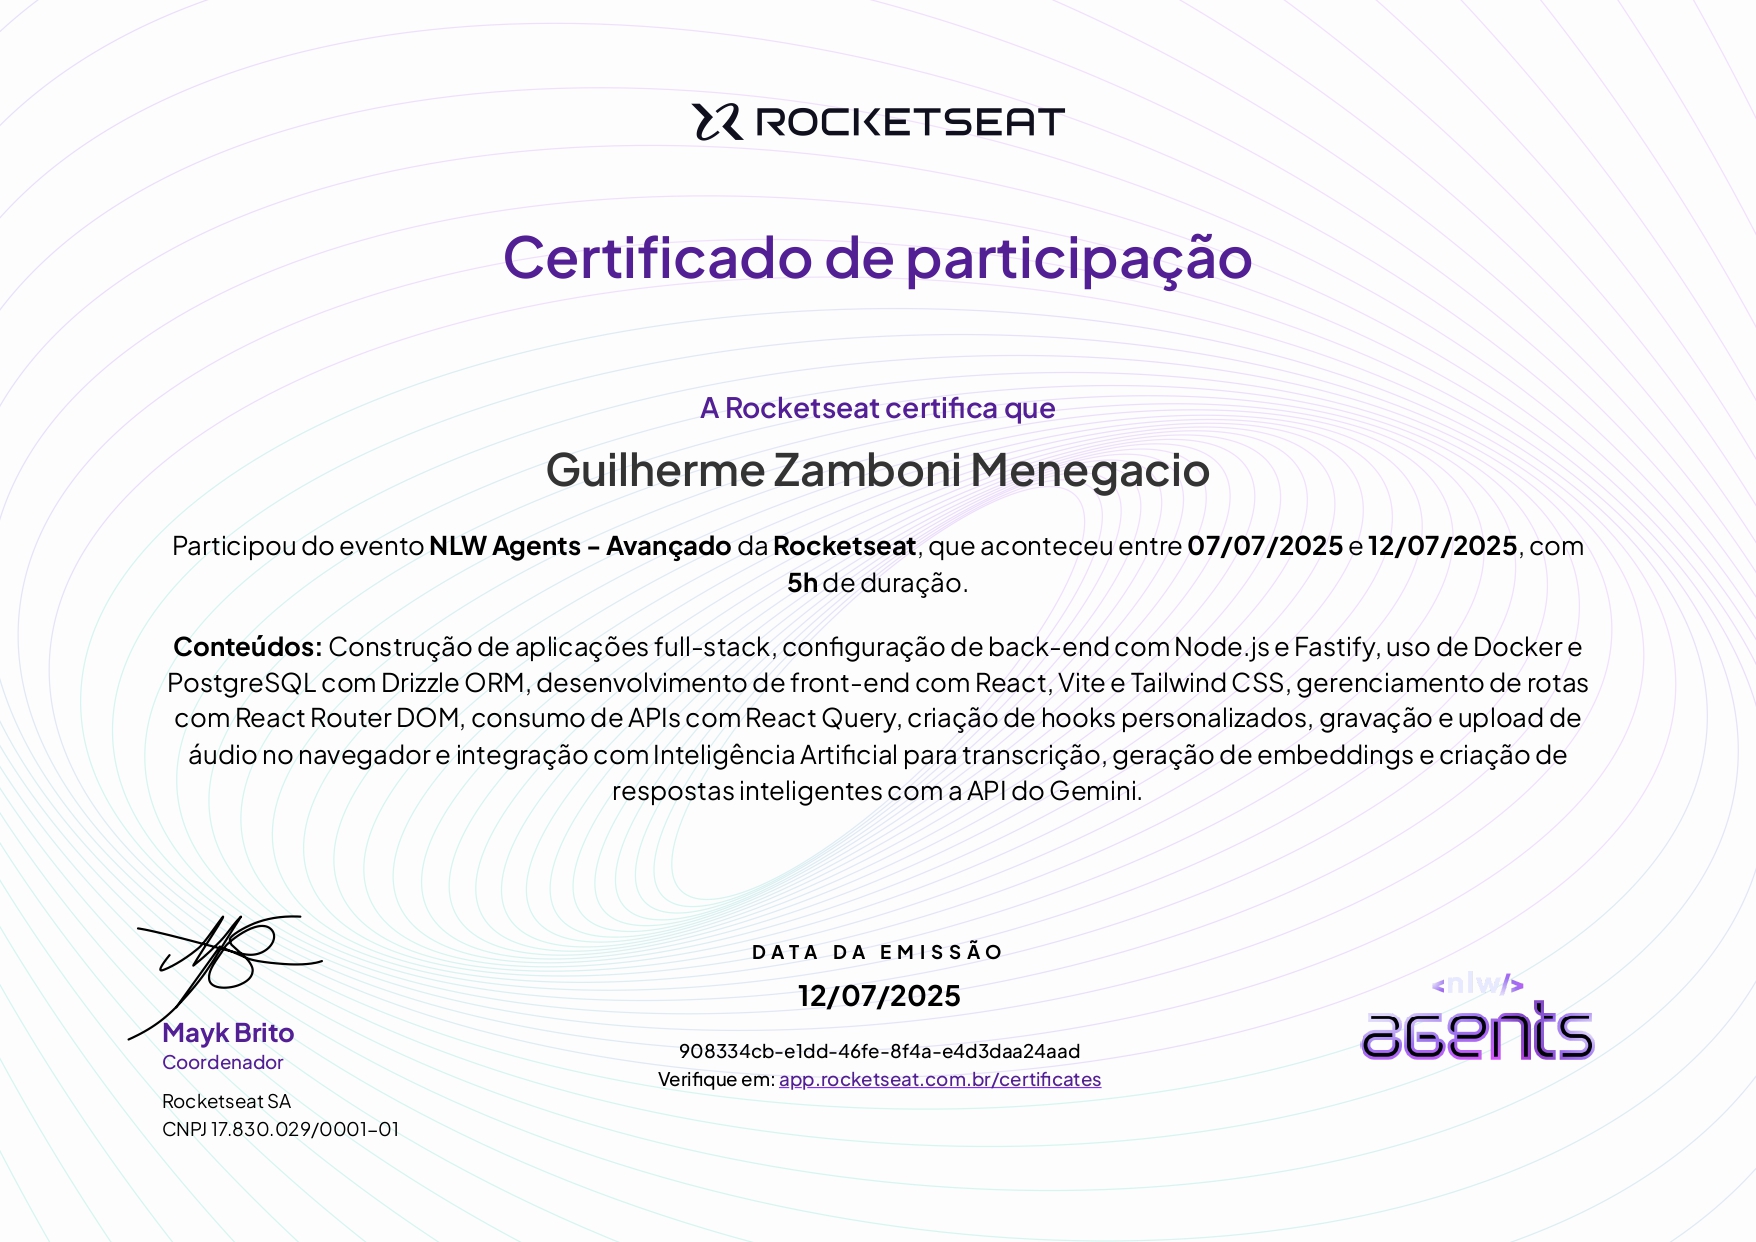 ROCKETSEAT
Certificado de participação
A Rocketseat certifica que
Guilherme Zamboni Menegacio
Participou do evento NLW Agents - Avançado da Rocketseat, que aconteceu entre 07/07/2025 e 12/07/2025, com
5h de duração.
Conteúdos: Construção de aplicações full-stack, configuração de back-end com Node.js e Fastify, uso de Docker e
PostgreSQL com Drizzle ORM, desenvolvimento de front-end com React, Vite e Tailwind CSS, gerenciamento de rotas
com React Router DOM, consumo de APIs com React Query, criação de hooks personalizados, gravação e upload de
áudio no navegador e integração com Inteligência Artificial para transcrição, geração de embeddings e criação de
respostas inteligentes com a API do Gemini.
Mayk Brito
Coordenador
Rocketseat SA
CNPJ 17.830.029/0001-01
DATA DA EMISSÃO
12/07/2025
908334cb-e1dd-46fe-8f4a-e4d3daa24aad
Verifique em: app.rocketseat.com.br/certificates
<nlw/>
agents